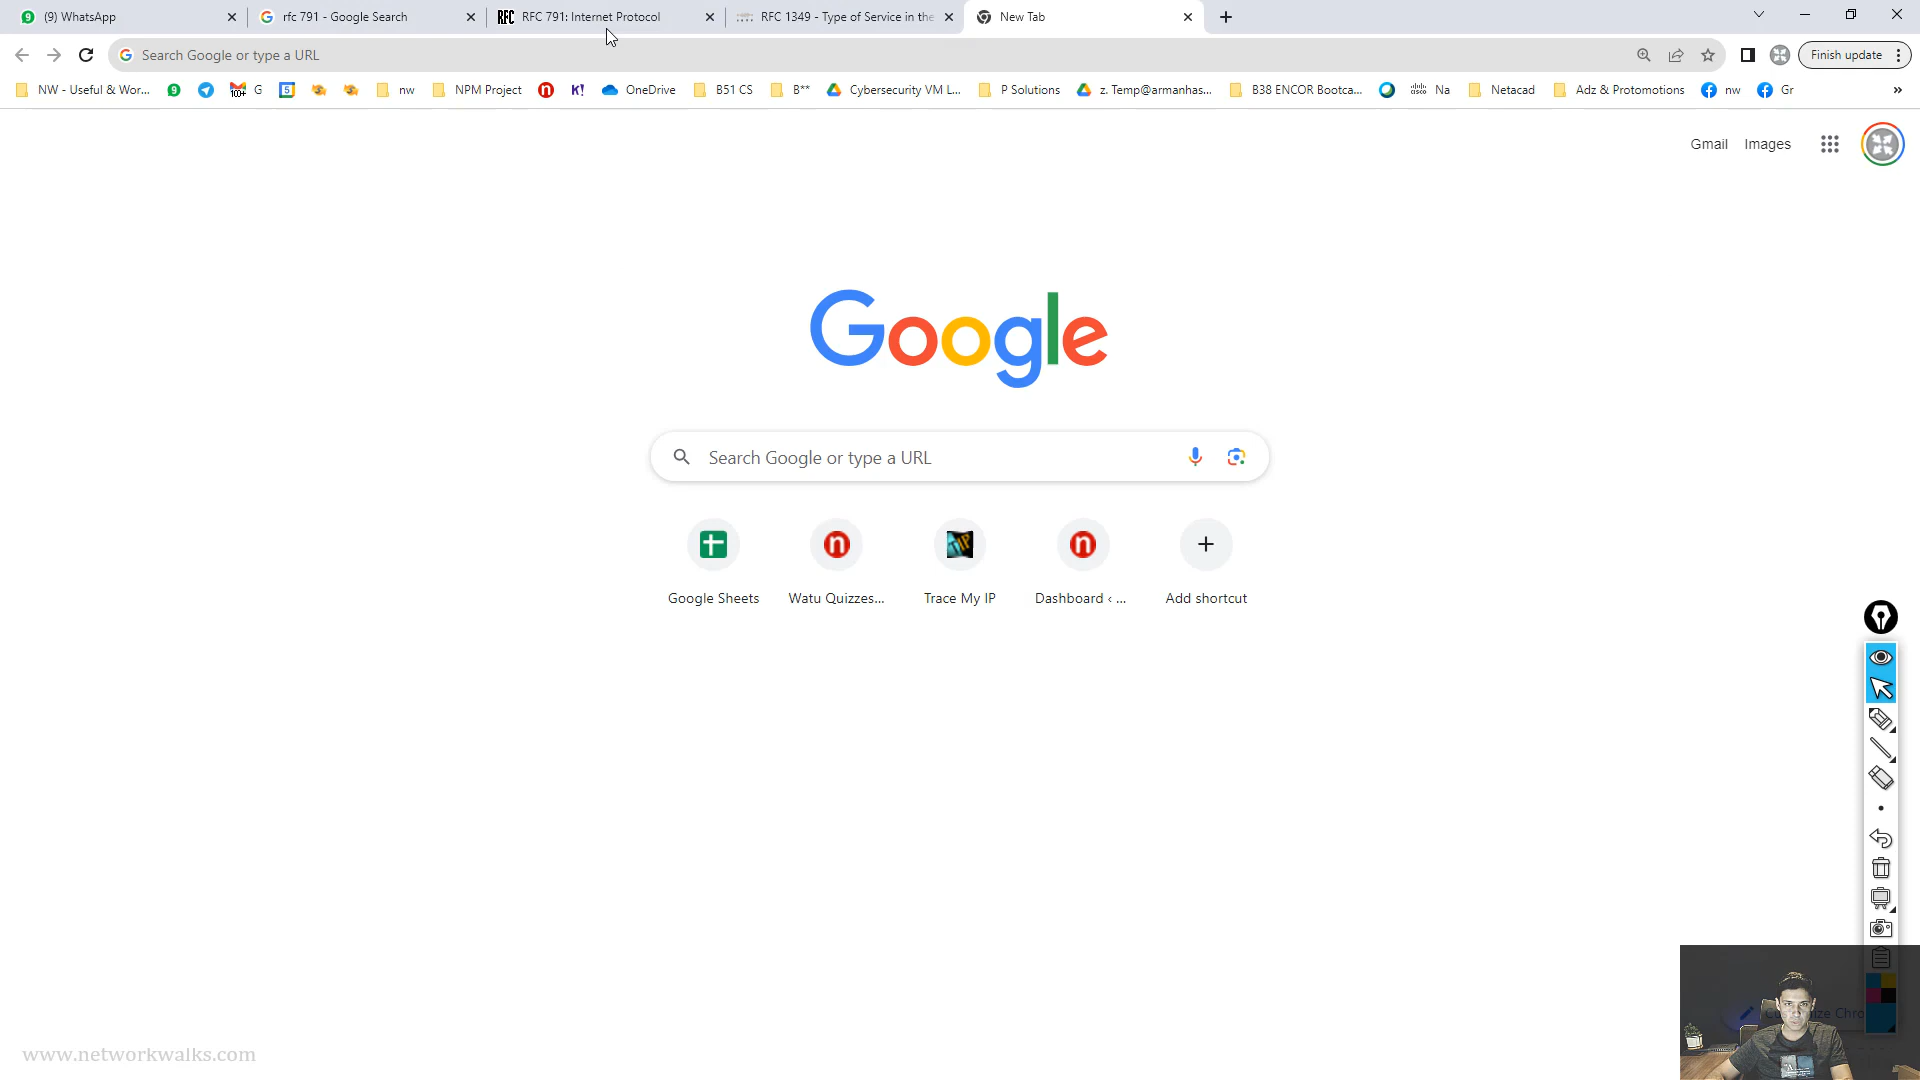 (9) WhatsApp
rfc 791 - Google Search
RFC 791: Internet Protocol
RFC 1349 - Type of Service in the
New Tab
Search Google or type a URL
Finish update
NW - Useful & Wor...
G
nw
NPM Project
K!
OneDrive
B51 CS
B**
Cybersecurity VM L...
P Solutions
z. Temp@armanhas...
B38 ENCOR Bootca...
Na
Netacad
Adz & Protomotions
nw
Gr
»
Gmail
Images
Google
Search Google or type a URL
Google Sheets
Watu Quizzes...
Trace My IP
Dashboard ‹ ...
Add shortcut
www.networkwalks.com